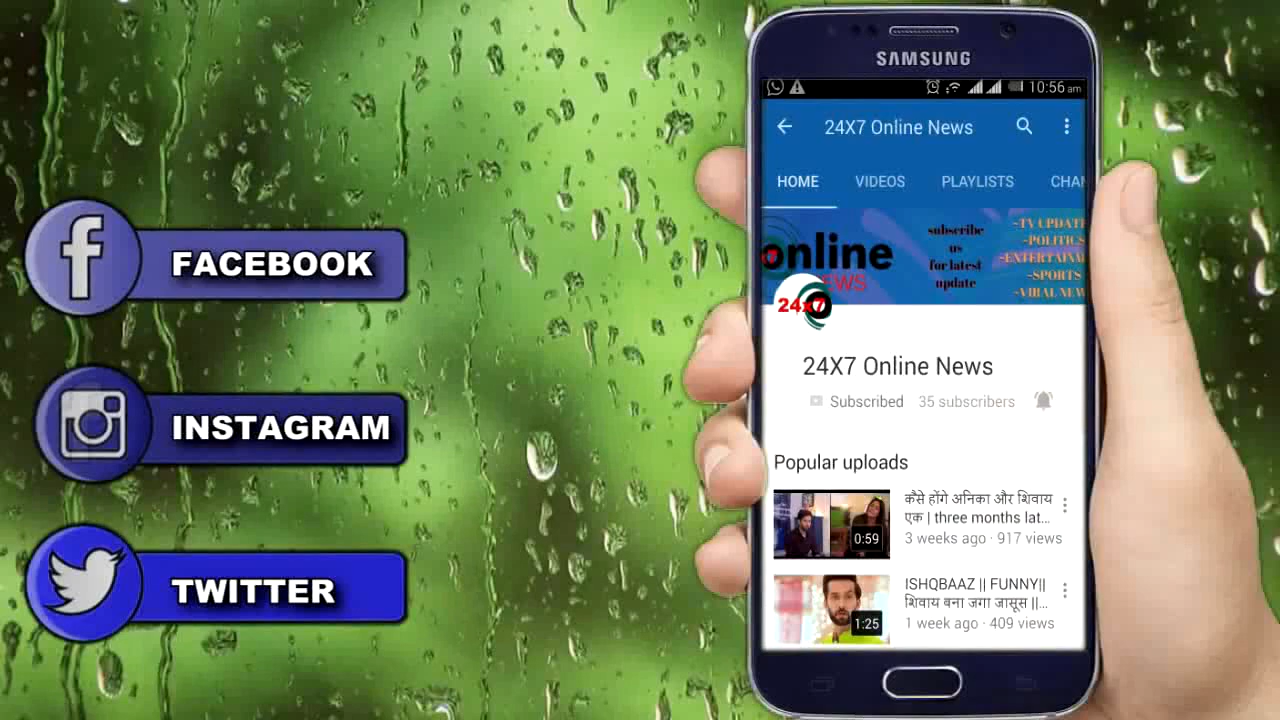 SAMSUNG
10:56 am
24X7 Online News
HOME VIDEOS PLAYLISTS CHAN
online
NEWS
24x7
subscribe
us
for latest
update
~TV UPDATE
~POLITICS
~ENTERTAINM
~SPORTS
~VIRAL NEW
24X7 Online News
Subscribed 35 subscribers
Popular uploads
कैसे होंगे अनिका और शिवाय
एक | three months lat...
3 weeks ago · 917 views
0:59
ISHQBAAZ || FUNNY||
शिवाय बना जगा जासूस ||...
1 week ago · 409 views
1:25
f
FACEBOOK
INSTAGRAM
TWITTER